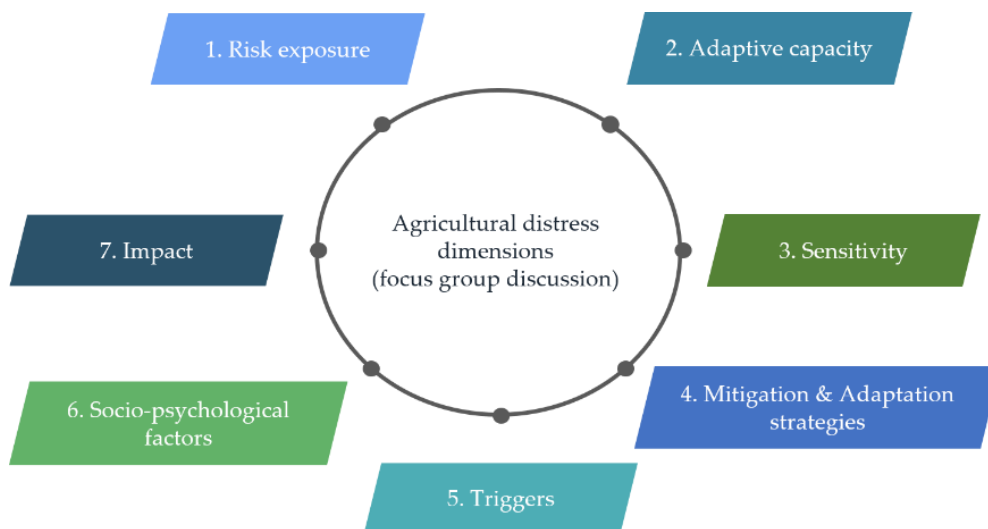 1. Risk exposure
2. Adaptive capacity
Agricultural distress
dimensions
(focus group discussion)
3. Sensitivity
4. Mitigation & Adaptation
strategies
5. Triggers
6. Socio-psychological
factors
7. Impact